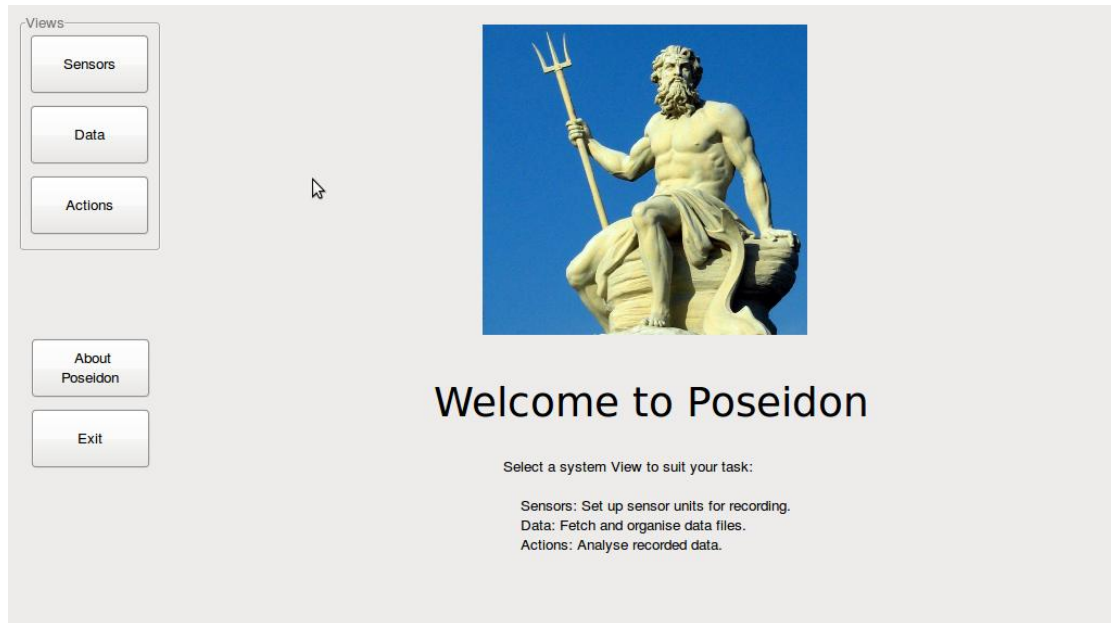 Views
Sensors
Data
Actions
About
Poseidon
Exit
Welcome to Poseidon
Select a system View to suit your task:
Sensors: Set up sensor units for recording.
Data: Fetch and organise data files.
Actions: Analyse recorded data.